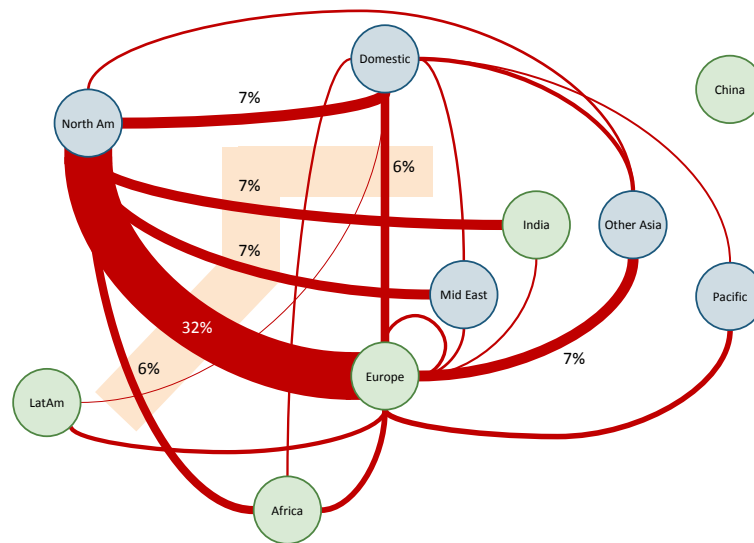 Domestic
China
7%
North Am
6%
7%
India
Other Asia
7%
Mid East
Pacific
32%
7%
6%
Europe
LatAm
Africa